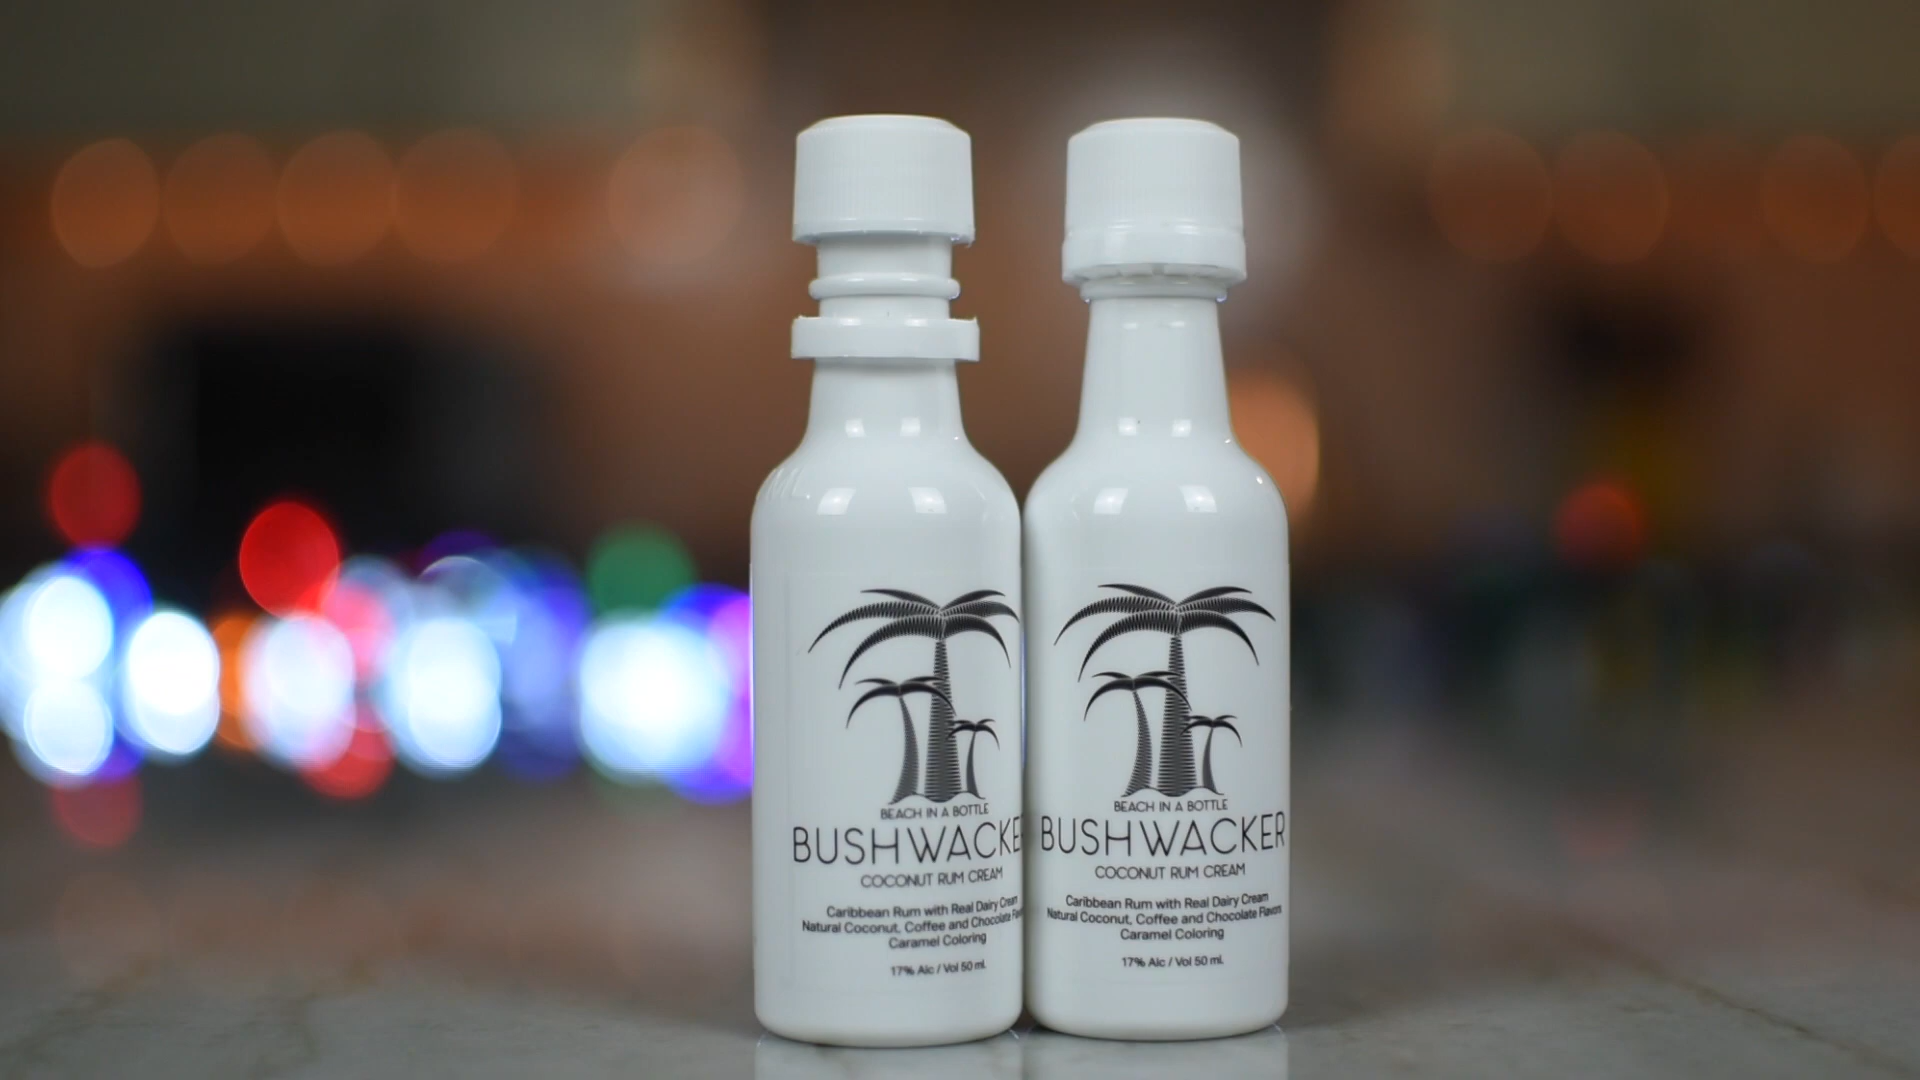 BEACH IN A BOTTLE
BUSHWACKE
COCONUT RUM CREAM
Caribbean Rum with Real Dairy Cream
Natural Coconut, Coffee and Chocolate Flav
Caramel Coloring
17% Alc / Vol 50 ml.
BEACH IN A BOTTLE
BUSHWACKER
COCONUT RUM CREAM
Caribbean Rum with Real Dairy Cream
Natural Coconut, Coffee and Chocolate Flavors
Caramel Coloring
17% Alc / Vol 50 ml.